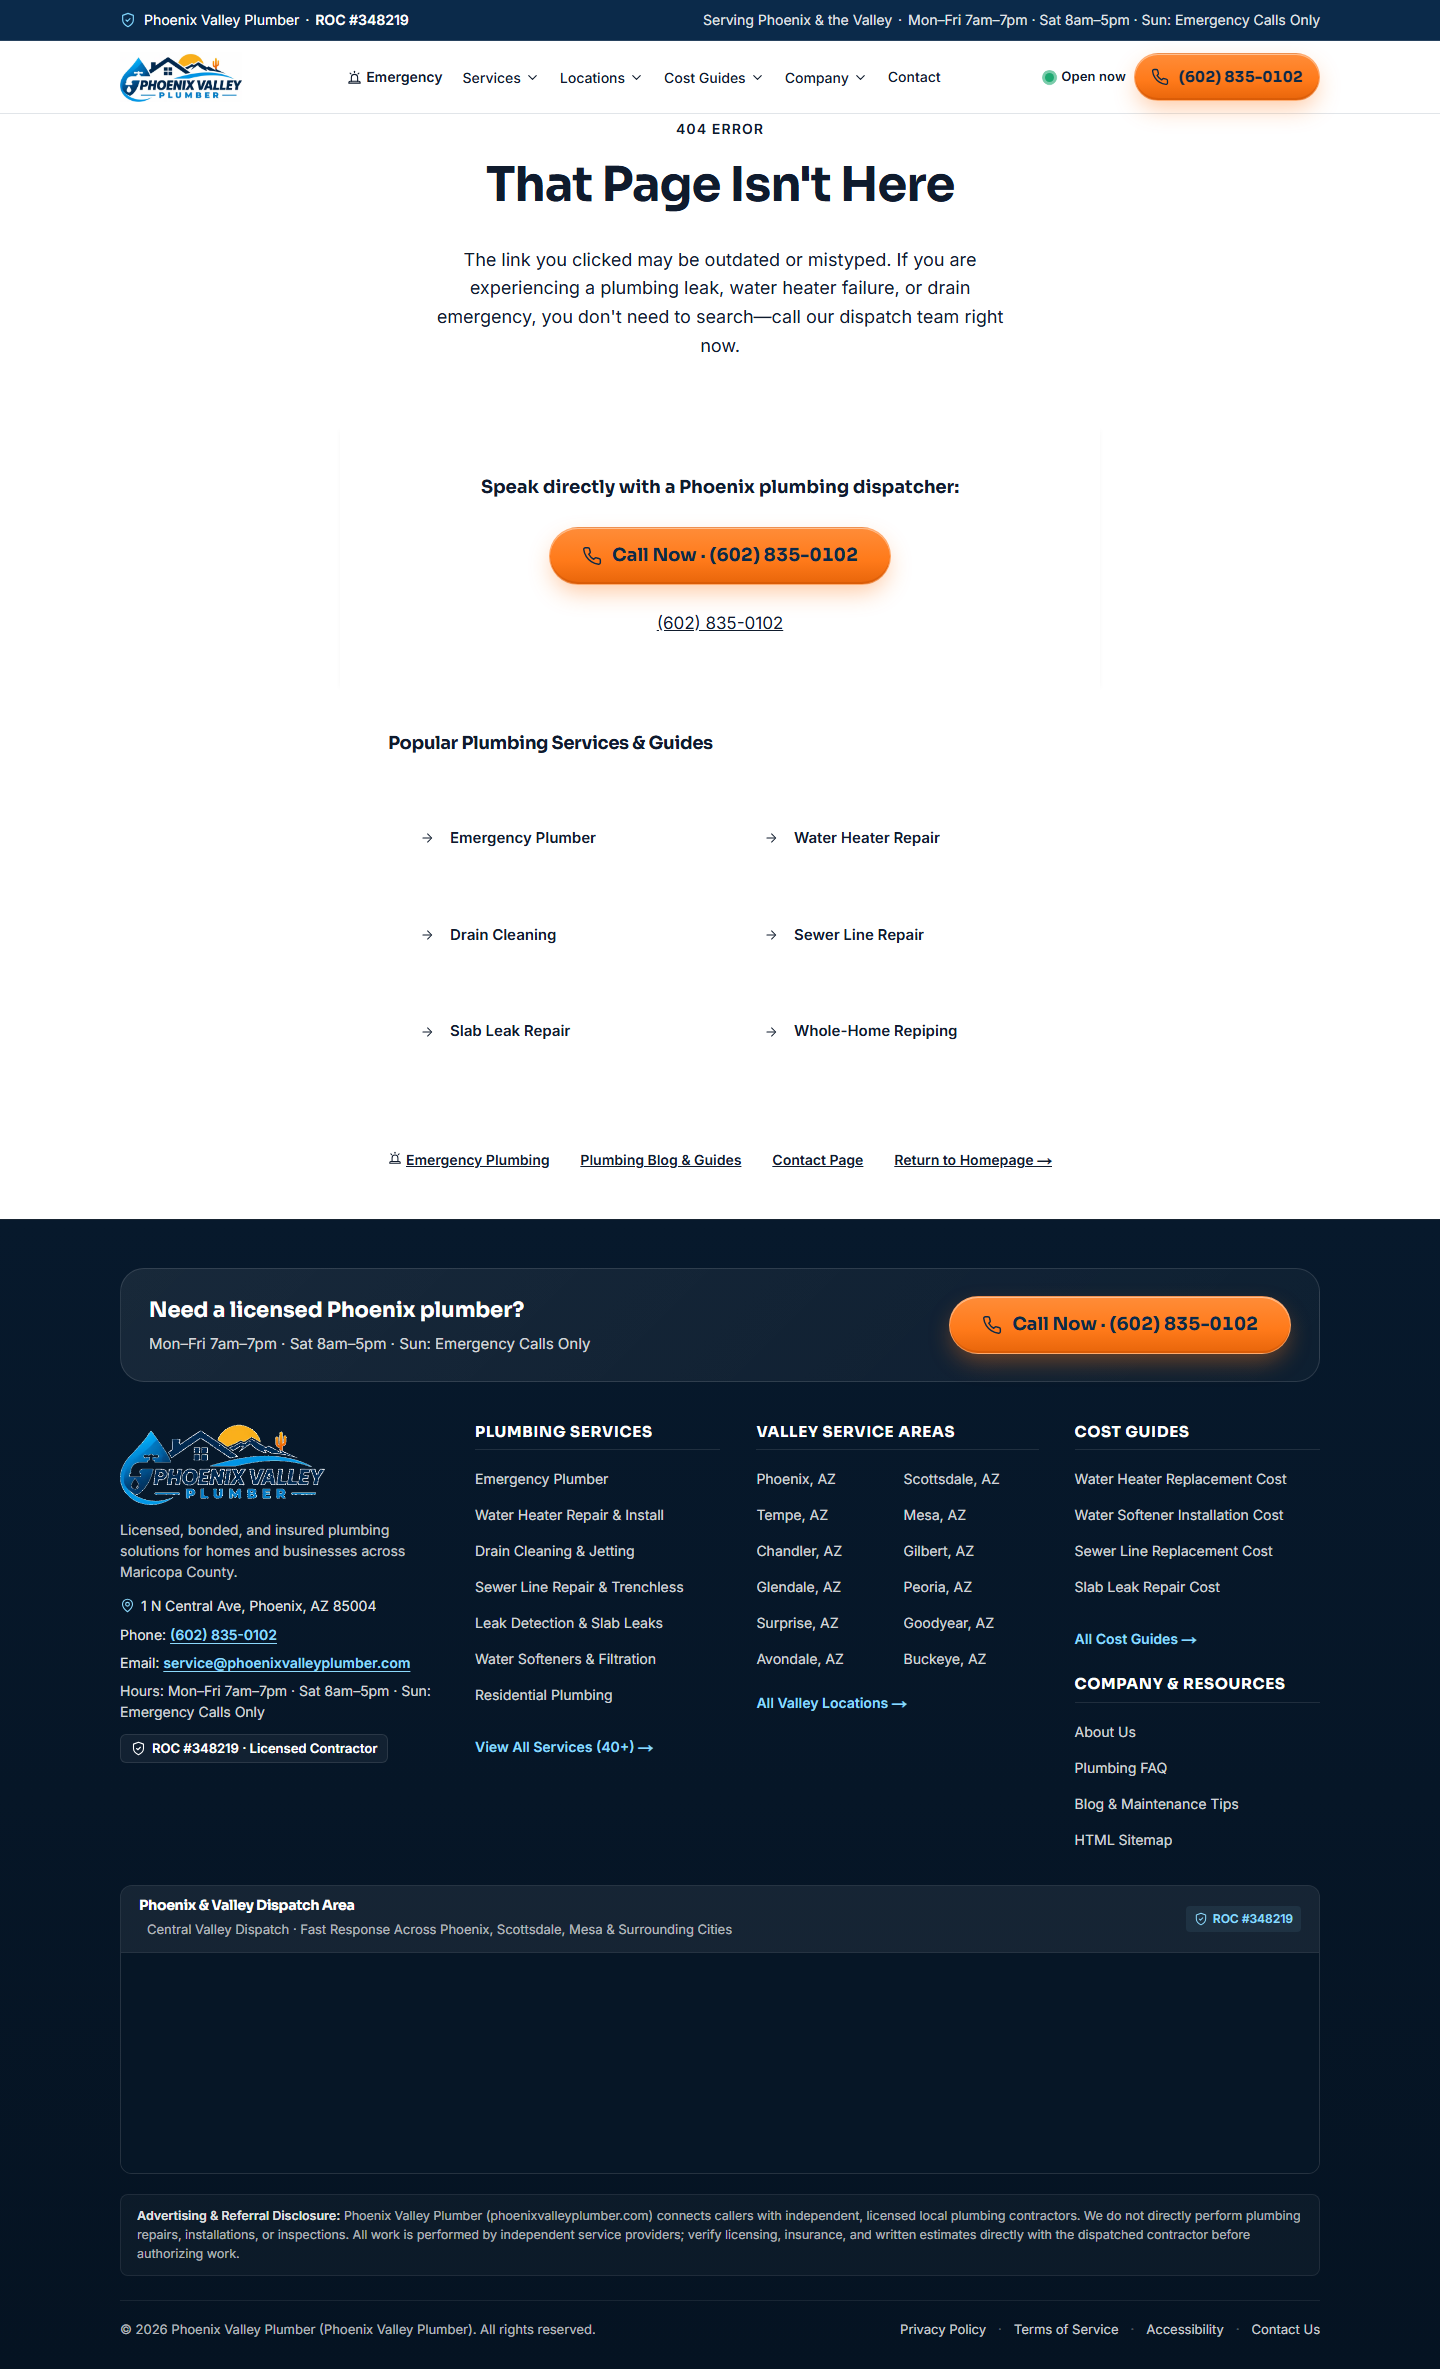 Phoenix Valley Plumber · ROC #348219
Serving Phoenix & the Valley · Mon–Fri 7am–7pm · Sat 8am–5pm · Sun: Emergency Calls Only
PHOENIX VALLEY
PLUMBER
Emergency
Services
Locations
Cost Guides
Company
Contact
Open now
(602) 835-0102
404 ERROR
That Page Isn't Here
The link you clicked may be outdated or mistyped. If you are
experiencing a plumbing leak, water heater failure, or drain
emergency, you don't need to search—call our dispatch team right
now.
Speak directly with a Phoenix plumbing dispatcher:
Call Now · (602) 835-0102
(602) 835-0102
Popular Plumbing Services & Guides
→ Emergency Plumber
→ Water Heater Repair
→ Drain Cleaning
→ Sewer Line Repair
→ Slab Leak Repair
→ Whole-Home Repiping
Emergency Plumbing
Plumbing Blog & Guides
Contact Page
Return to Homepage →
Need a licensed Phoenix plumber?
Mon–Fri 7am–7pm · Sat 8am–5pm · Sun: Emergency Calls Only
Call Now · (602) 835-0102
PHOENIX VALLEY
PLUMBER
Licensed, bonded, and insured plumbing
solutions for homes and businesses across
Maricopa County.
1 N Central Ave, Phoenix, AZ 85004
Phone: (602) 835-0102
Email: service@phoenixvalleyplumber.com
Hours: Mon–Fri 7am–7pm · Sat 8am–5pm · Sun:
Emergency Calls Only
ROC #348219 · Licensed Contractor
PLUMBING SERVICES
Emergency Plumber
Water Heater Repair & Install
Drain Cleaning & Jetting
Sewer Line Repair & Trenchless
Leak Detection & Slab Leaks
Water Softeners & Filtration
Residential Plumbing
View All Services (40+) →
VALLEY SERVICE AREAS
Phoenix, AZ
Scottsdale, AZ
Tempe, AZ
Mesa, AZ
Chandler, AZ
Gilbert, AZ
Glendale, AZ
Peoria, AZ
Surprise, AZ
Goodyear, AZ
Avondale, AZ
Buckeye, AZ
All Valley Locations →
COST GUIDES
Water Heater Replacement Cost
Water Softener Installation Cost
Sewer Line Replacement Cost
Slab Leak Repair Cost
All Cost Guides →
COMPANY & RESOURCES
About Us
Plumbing FAQ
Blog & Maintenance Tips
HTML Sitemap
Phoenix & Valley Dispatch Area
Central Valley Dispatch · Fast Response Across Phoenix, Scottsdale, Mesa & Surrounding Cities
ROC #348219
Advertising & Referral Disclosure: Phoenix Valley Plumber (phoenixvalleyplumber.com) connects callers with independent, licensed local plumbing contractors. We do not directly perform plumbing
repairs, installations, or inspections. All work is performed by independent service providers; verify licensing, insurance, and written estimates directly with the dispatched contractor before
authorizing work.
© 2026 Phoenix Valley Plumber (Phoenix Valley Plumber). All rights reserved.
Privacy Policy · Terms of Service · Accessibility · Contact Us